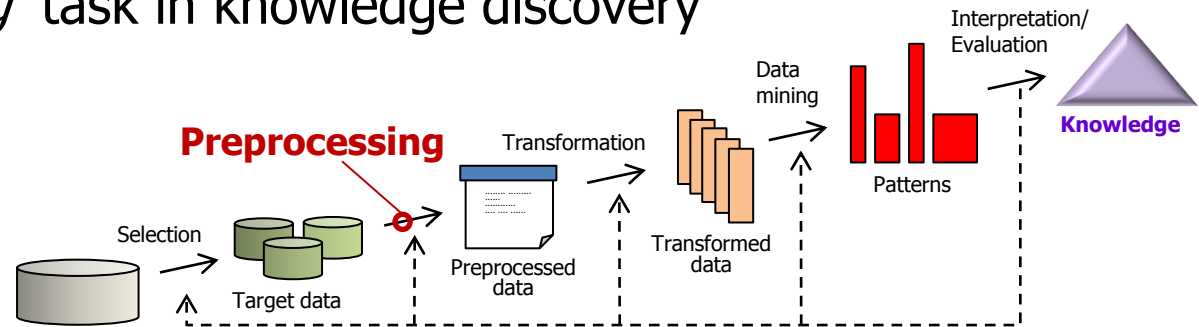 y task in knowledge discovery
Interpretation/
Evaluation
Data
mining
Knowledge
Preprocessing
Transformation
Patterns
Selection
Transformed
data
Preprocessed
data
Target data